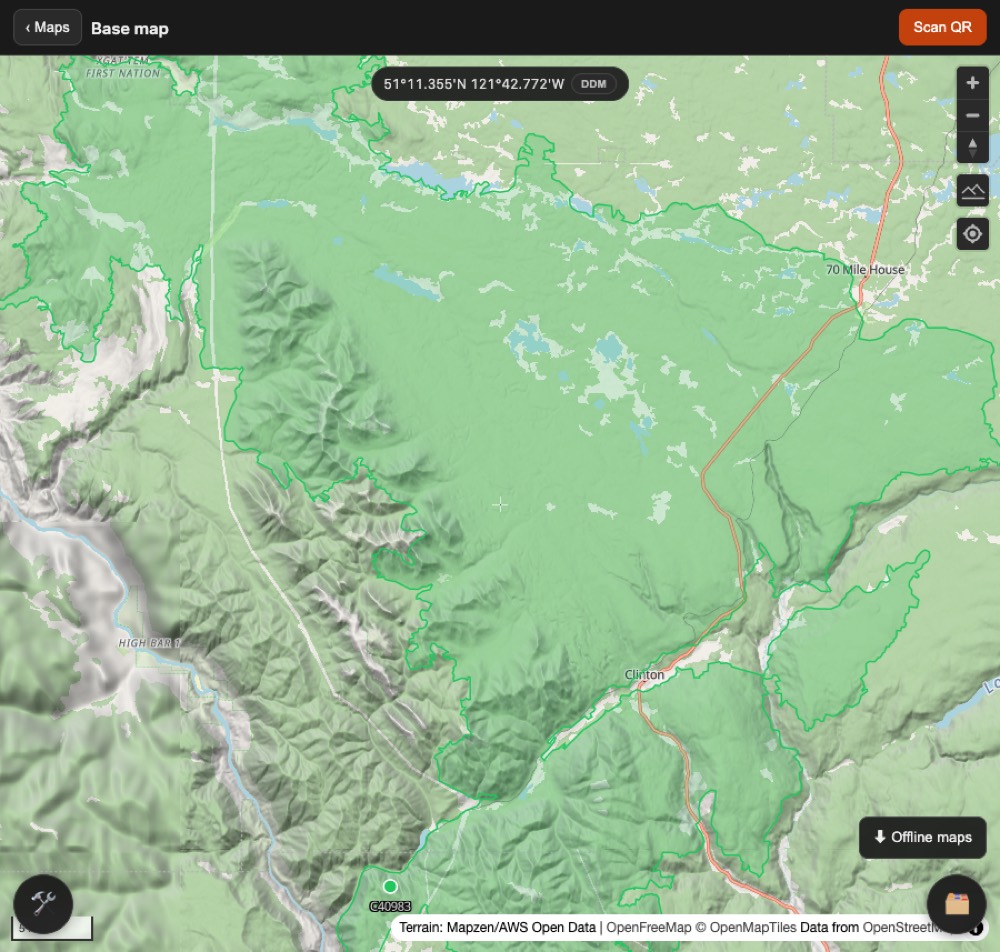 ‹ Maps
Base map
Scan QR
FIRST NATION
51°11.355'N 121°42.772'W DDM
70 Mile House
HIGH BAR 1
Clinton
Offline maps
C40983
Terrain: Mapzen/AWS Open Data | OpenFreeMap © OpenMapTiles Data from